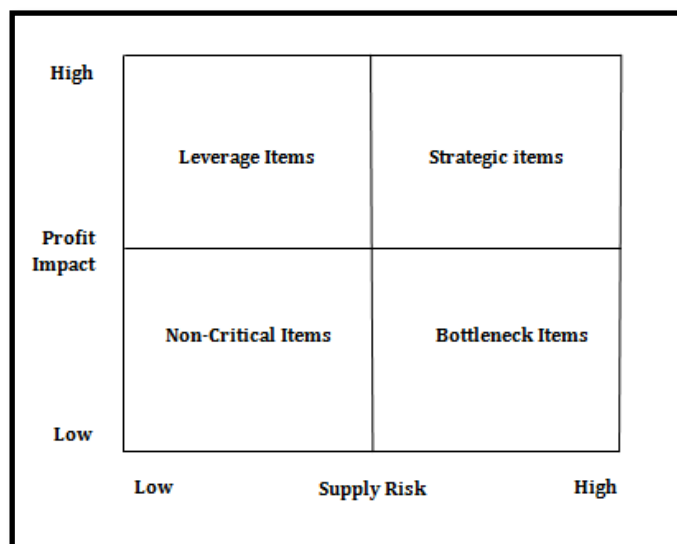 High
Leverage Items
Strategic items
Profit
Impact
Non-Critical Items
Bottleneck Items
Low
Low
Supply Risk
High